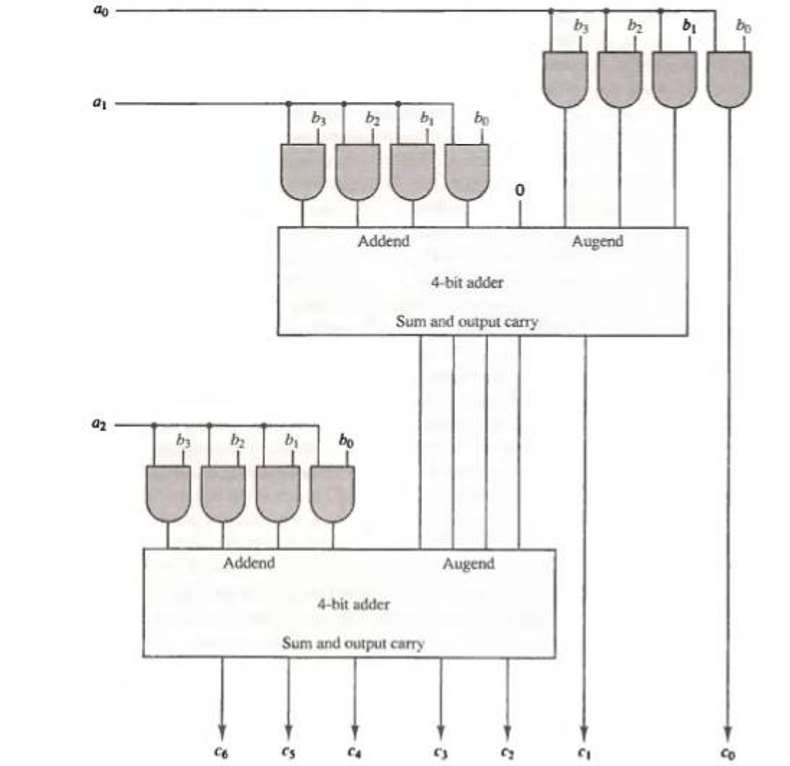 a₀
b₃ b₂ b₁ b₀
a₁
b₃ b₂ b₁ b₀
0
Addend Augend
4-bit adder
Sum and output carry
a₂
b₃ b₂ b₁ b₀
Addend Augend
4-bit adder
Sum and output carry
c₆ c₅ c₄ c₃ c₂ c₁ c₀